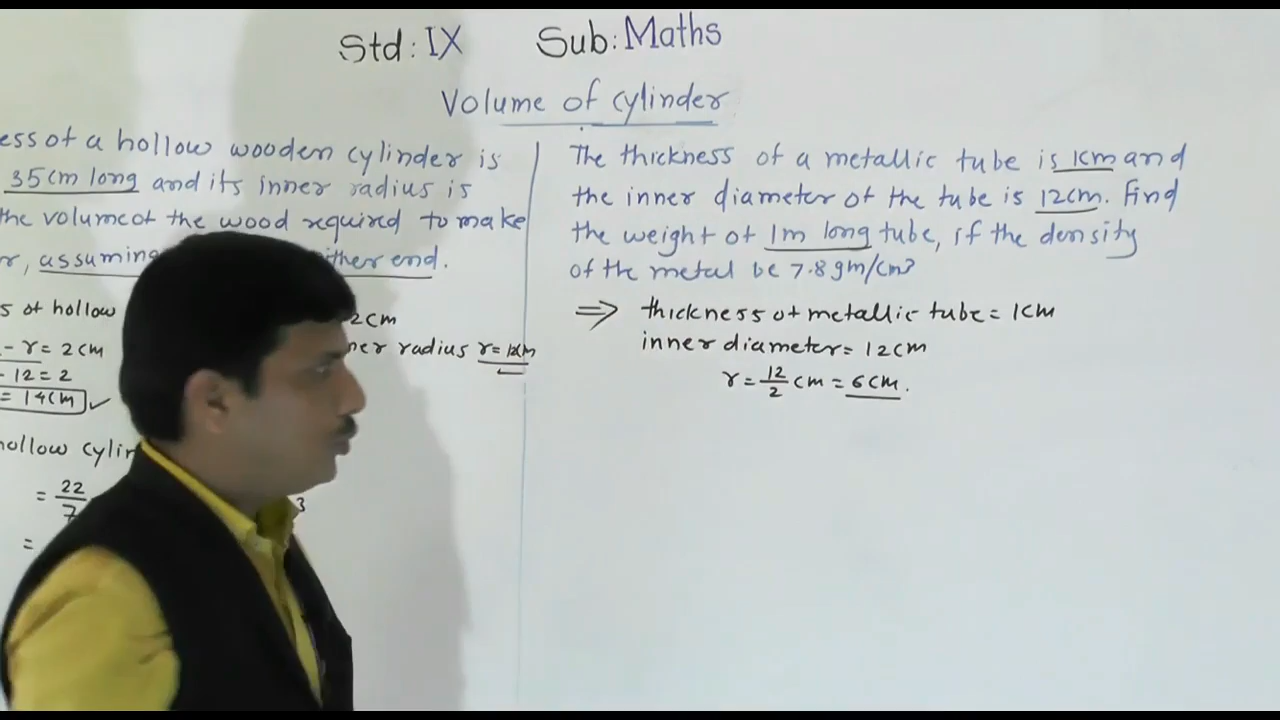 Std: IX Sub: Maths
Volume of cylinder
ess of a hollow wooden cylinder is
35cm long and its inner radius is
the volume of the wood required to make
r, assuming ither end.
s of hollow 2cm
- r = 2cm ner radius r = 12cm
- 12 = 2
= 14cm ✓
hollow cylin
= 22/7 3
=
The thickness of a metallic tube is 1cm and
the inner diameter of the tube is 12cm. Find
the weight of 1m long tube, if the density
of the metal be 7.8gm/cm³
⇒ thickness of metallic tube = 1cm
inner diameter = 12cm
r = 12/2 cm = 6cm.